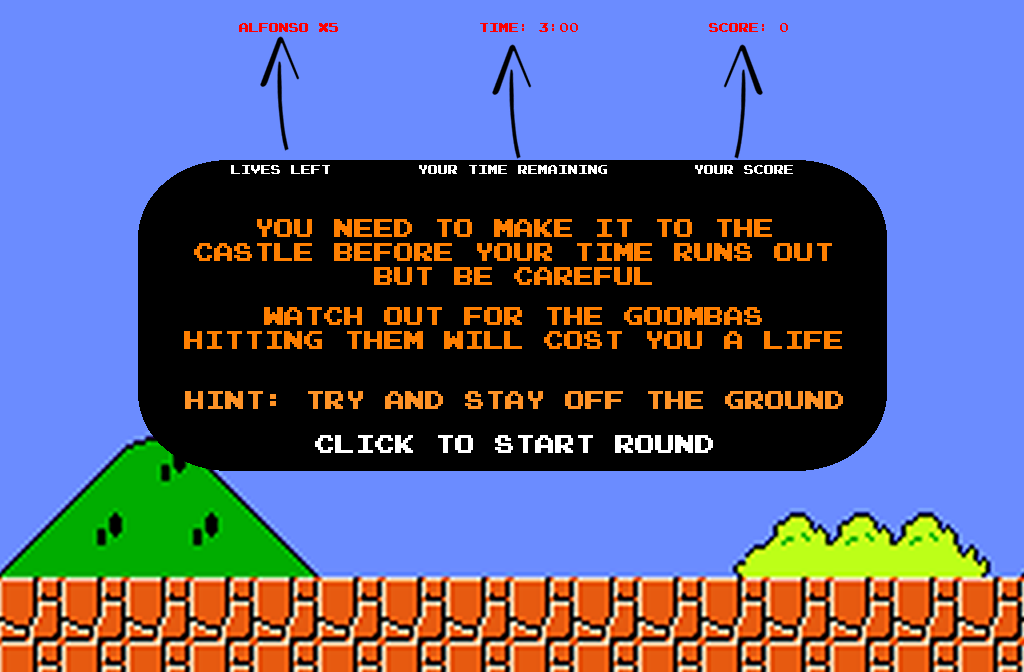 ALFONSO ×5
TIME: 3:00
SCORE: 0
LIVES LEFT
YOUR TIME REMAINING
YOUR SCORE
YOU NEED TO MAKE IT TO THE
CASTLE BEFORE YOUR TIME RUNS OUT
BUT BE CAREFUL
WATCH OUT FOR THE GOOMBAS
HITTING THEM WILL COST YOU A LIFE
HINT: TRY AND STAY OFF THE GROUND
CLICK TO START ROUND